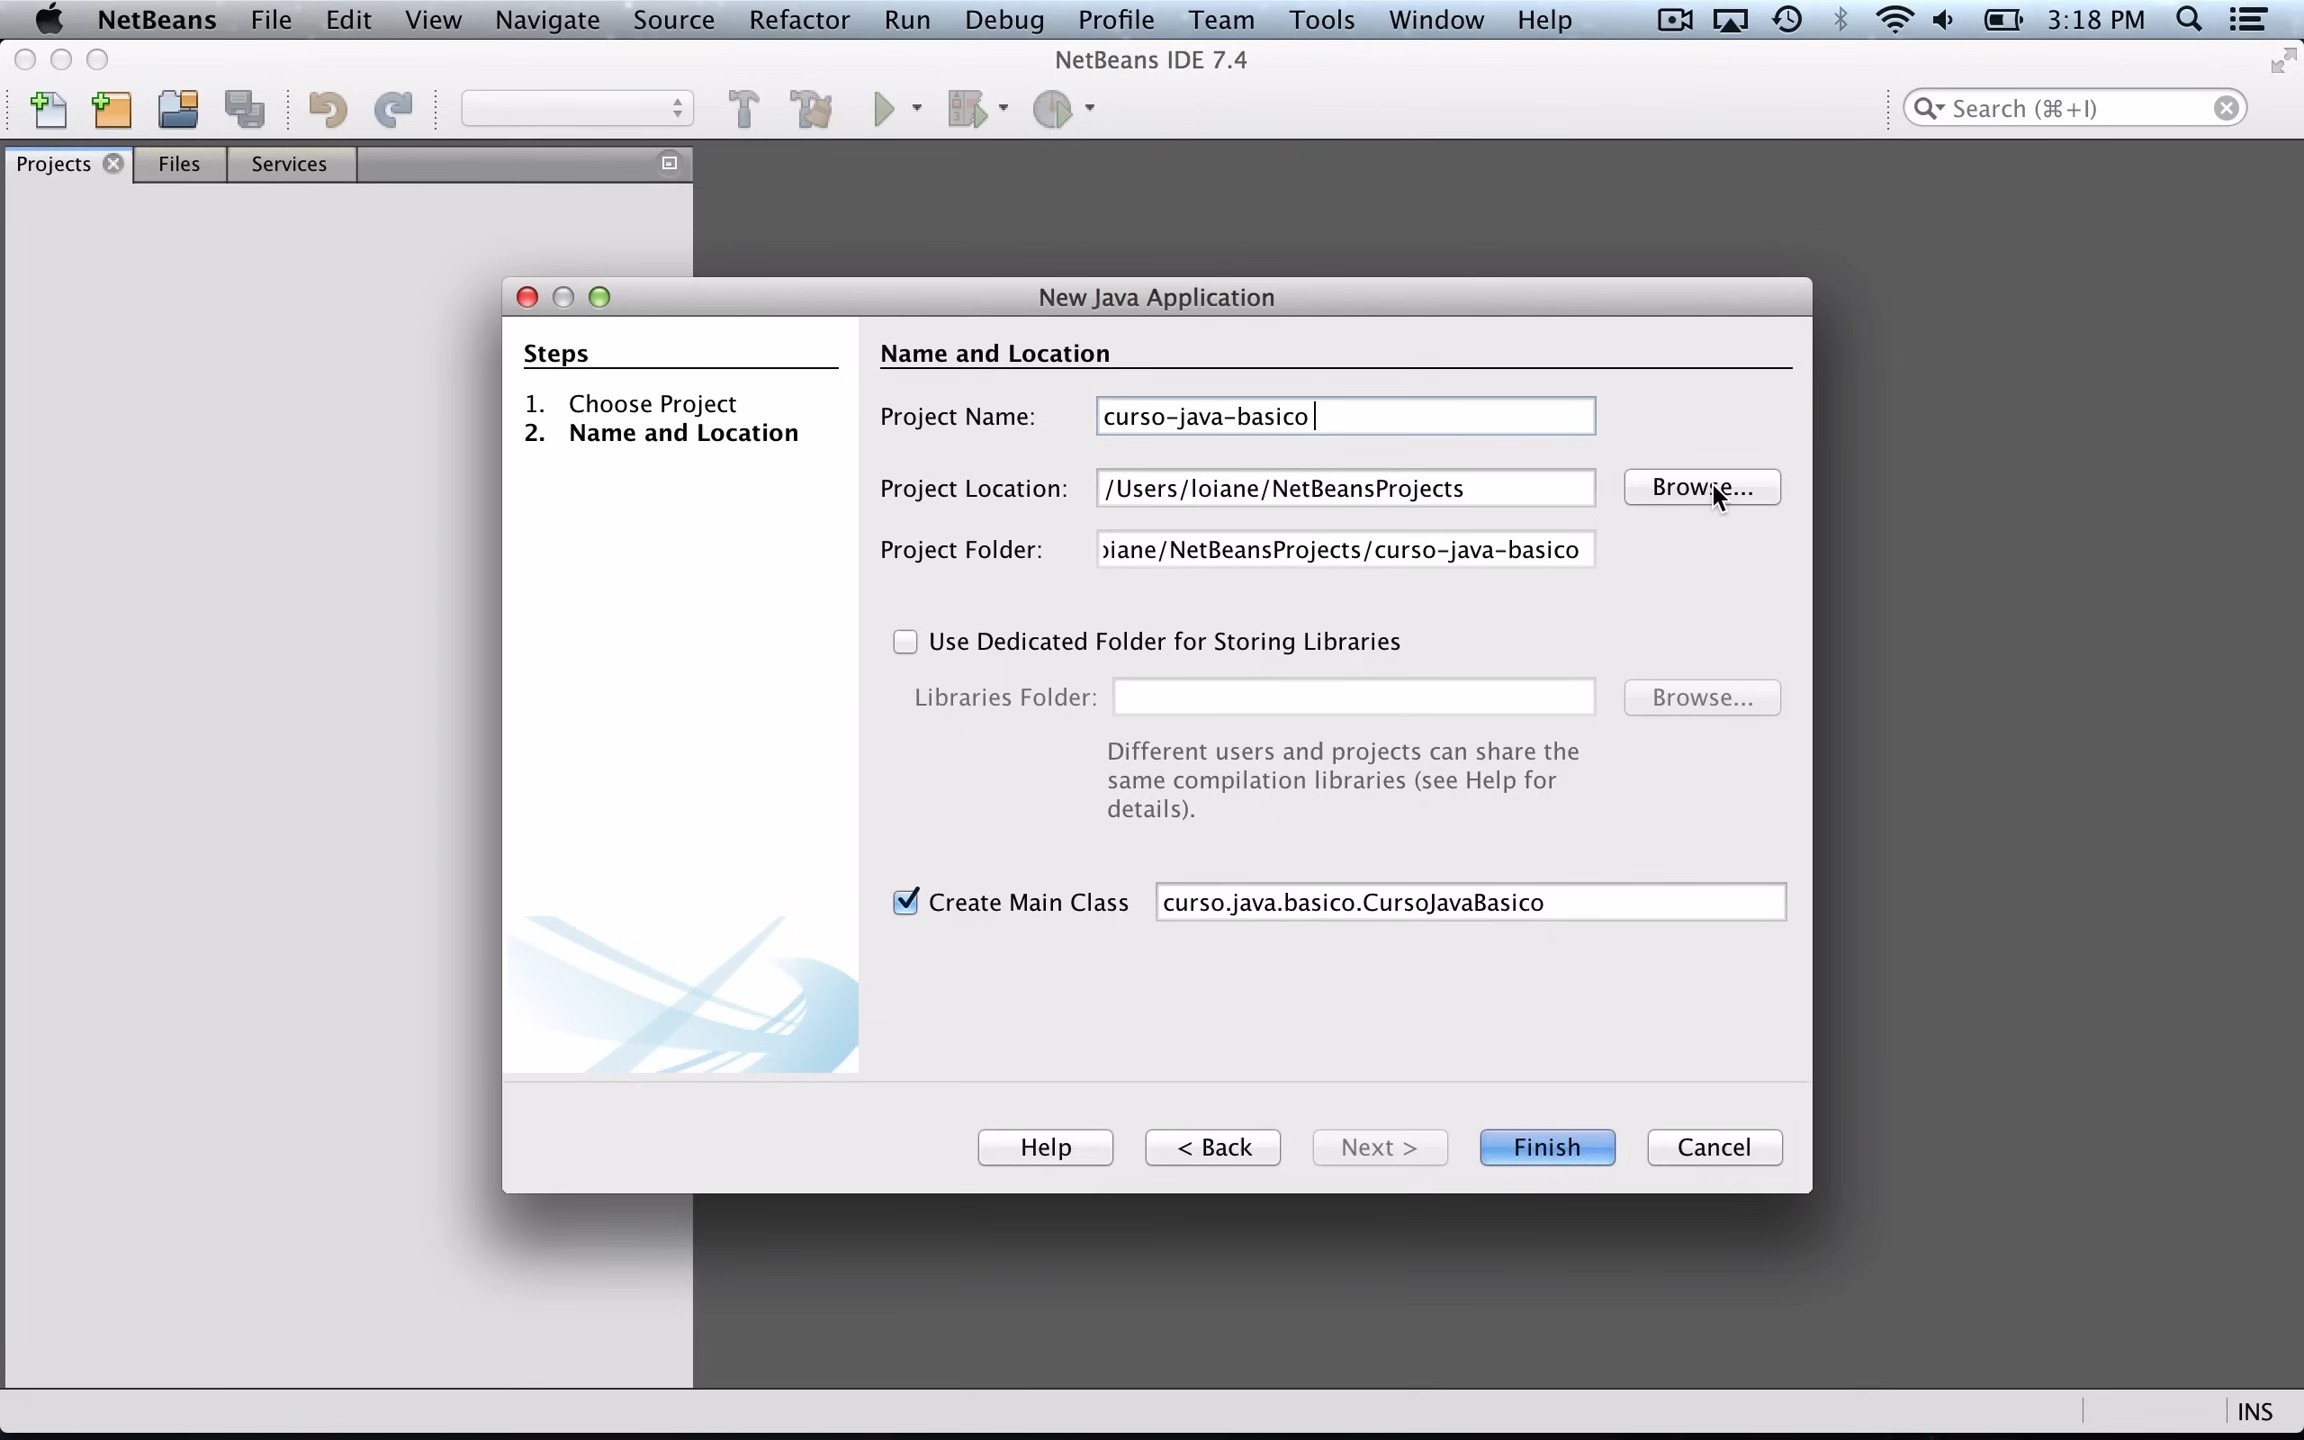 NetBeans File Edit View Navigate Source Refactor Run Debug Profile Team Tools Window Help 3:18 PM
NetBeans IDE 7.4
Search (⌘+I)
Projects Files Services
New Java Application
Steps
1. Choose Project
2. Name and Location
Name and Location
Project Name: curso-java-basico
Project Location: /Users/loiane/NetBeansProjects Browse...
Project Folder: oiane/NetBeansProjects/curso-java-basico
Use Dedicated Folder for Storing Libraries
Libraries Folder: Browse...
Different users and projects can share the
same compilation libraries (see Help for
details).
Create Main Class curso.java.basico.CursoJavaBasico
Help < Back Next > Finish Cancel
INS